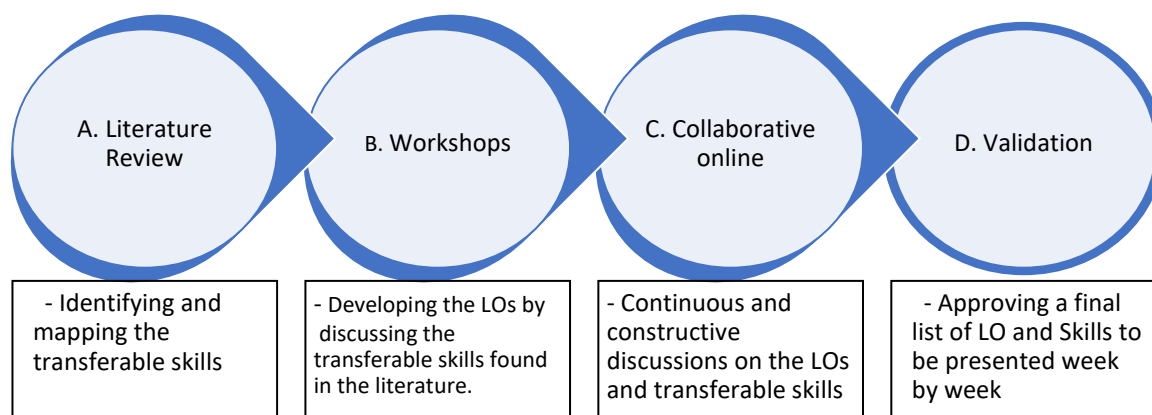 A. Literature
Review
B. Workshops
C. Collaborative
online
D. Validation
- Identifying and
mapping the
transferable skills
- Developing the LOs by
discussing the
transferable skills found
in the literature.
- Continuous and
constructive
discussions on the LOs
and transferable skills
- Approving a final
list of LO and Skills to
be presented week
by week